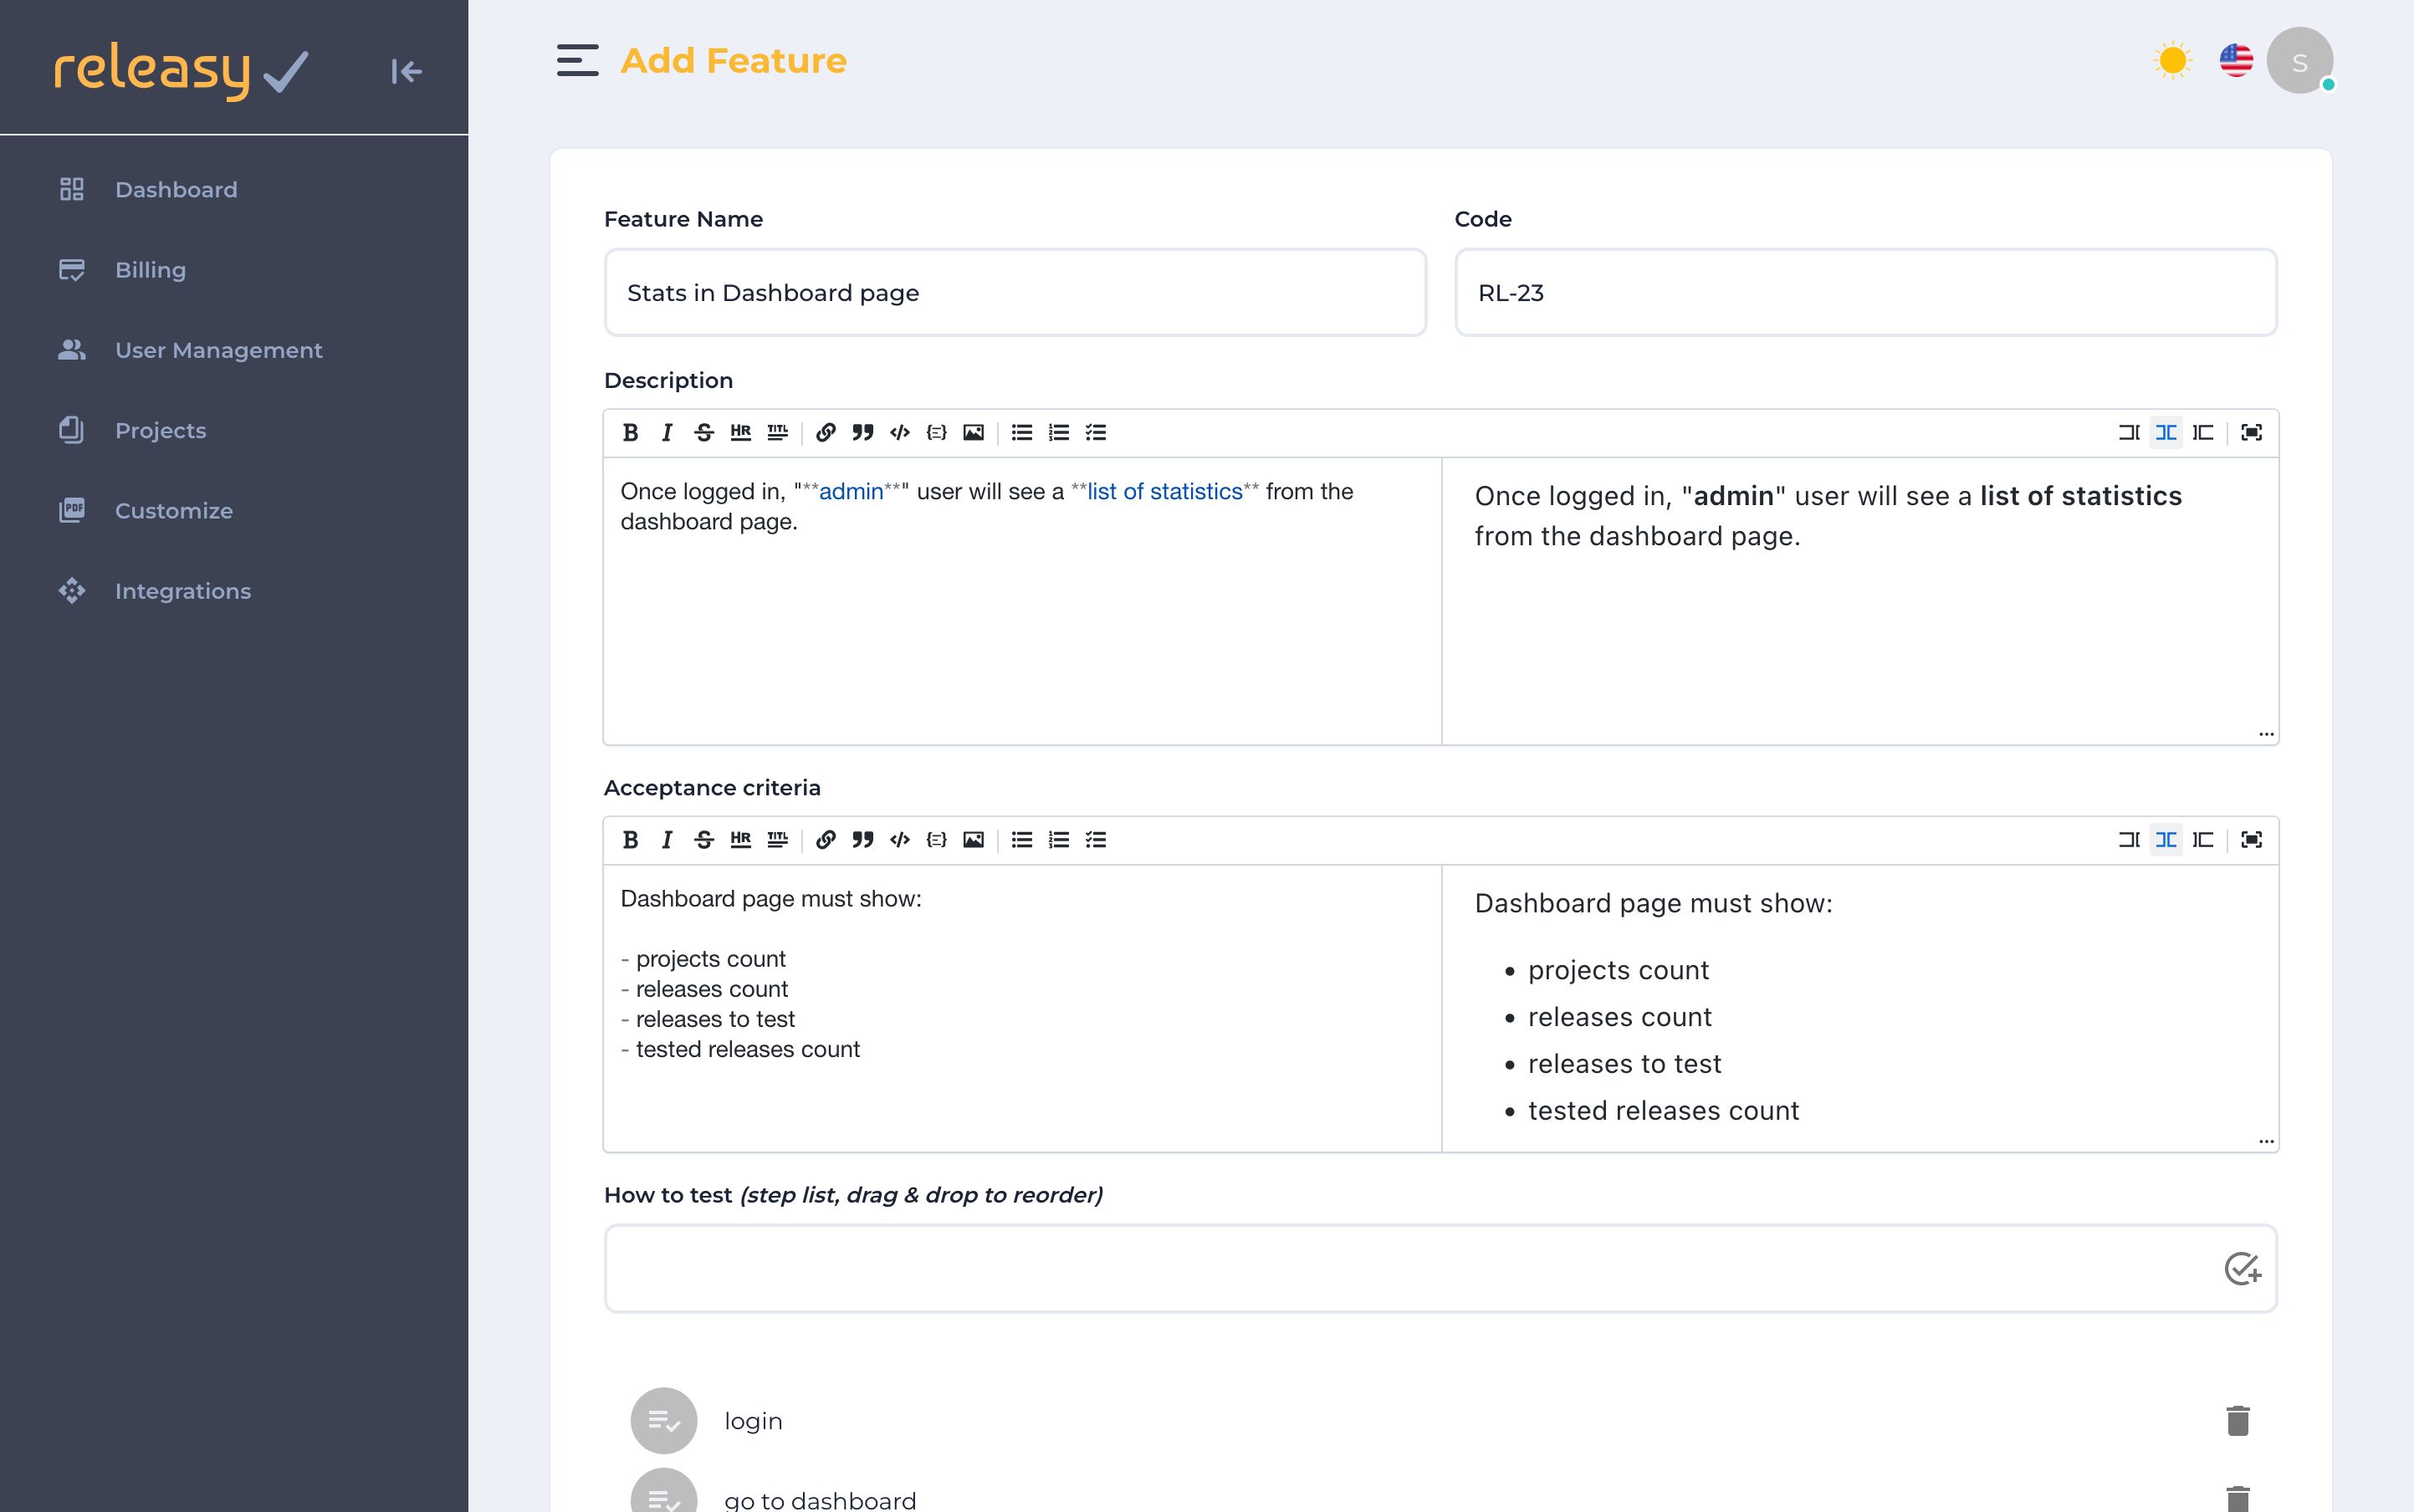 releasy
Add Feature
S
Dashboard
Billing
User Management
Projects
PDF
Customize
Integrations
Feature Name
Code
Stats in Dashboard page
RL-23
Description
B I S HR TITL
Once logged in, "**admin**" user will see a **list of statistics** from the
dashboard page.
Once logged in, "admin" user will see a list of statistics
from the dashboard page.
Acceptance criteria
B I S HR TITL
Dashboard page must show:
- projects count
- releases count
- releases to test
- tested releases count
Dashboard page must show:
• projects count
• releases count
• releases to test
• tested releases count
How to test (step list, drag & drop to reorder)
login
go to dashboard